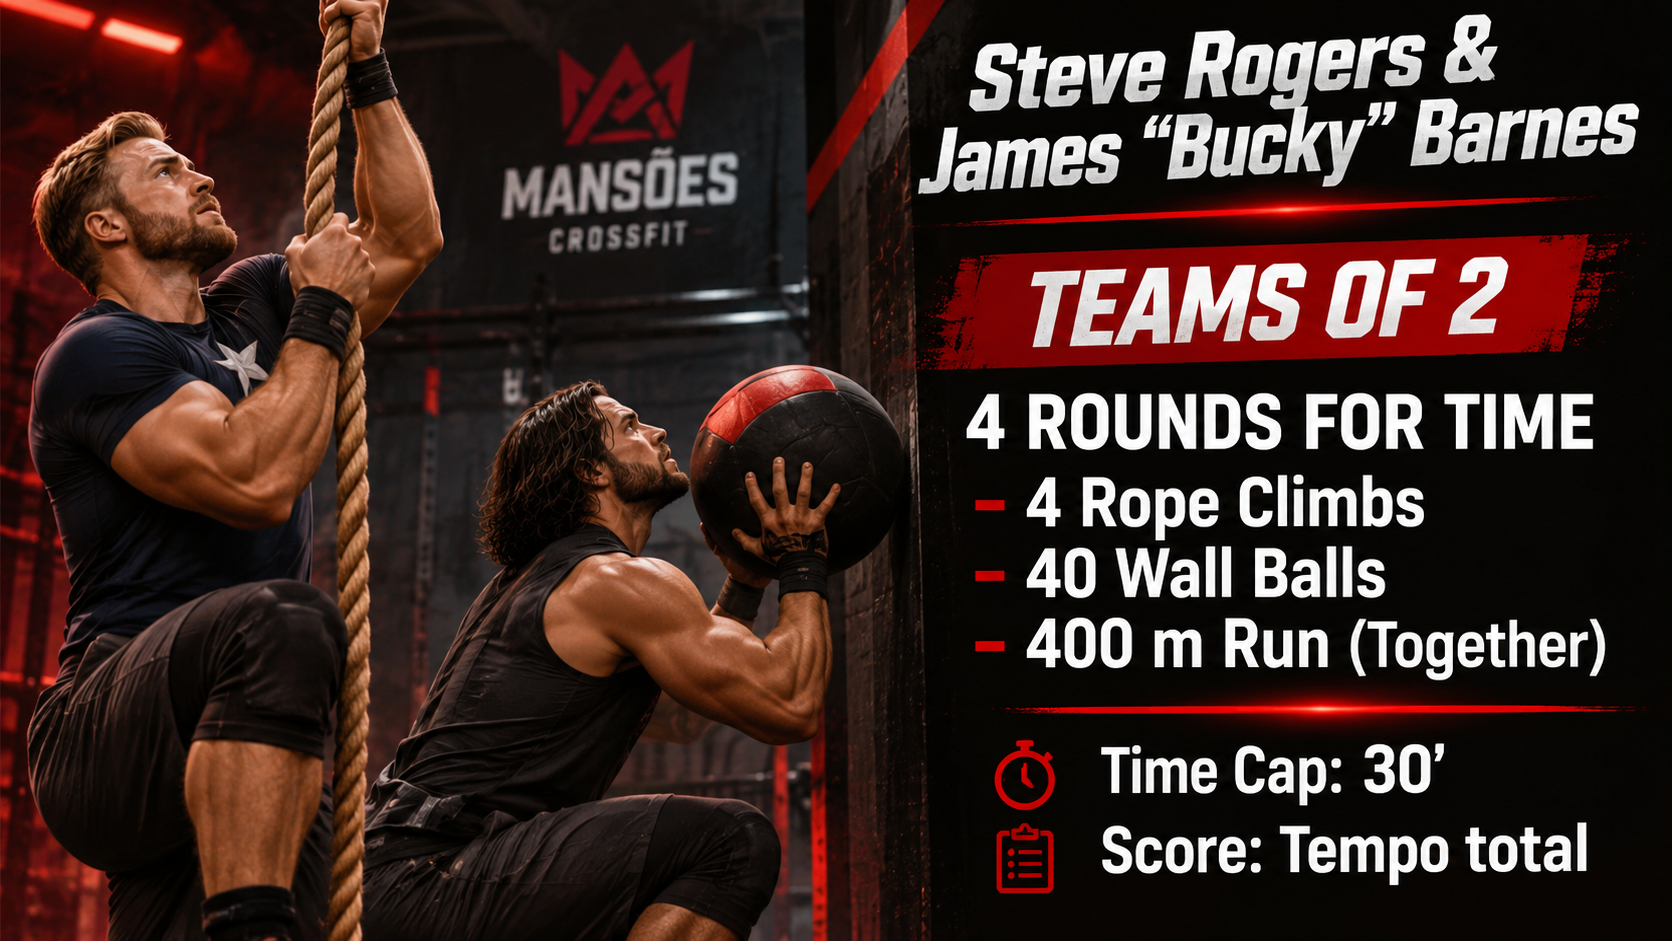 MANSÕES
CROSSFIT
Steve Rogers &
James “Bucky” Barnes
TEAMS OF 2
4 ROUNDS FOR TIME
- 4 Rope Climbs
- 40 Wall Balls
- 400 m Run (Together)
Time Cap: 30’
Score: Tempo total